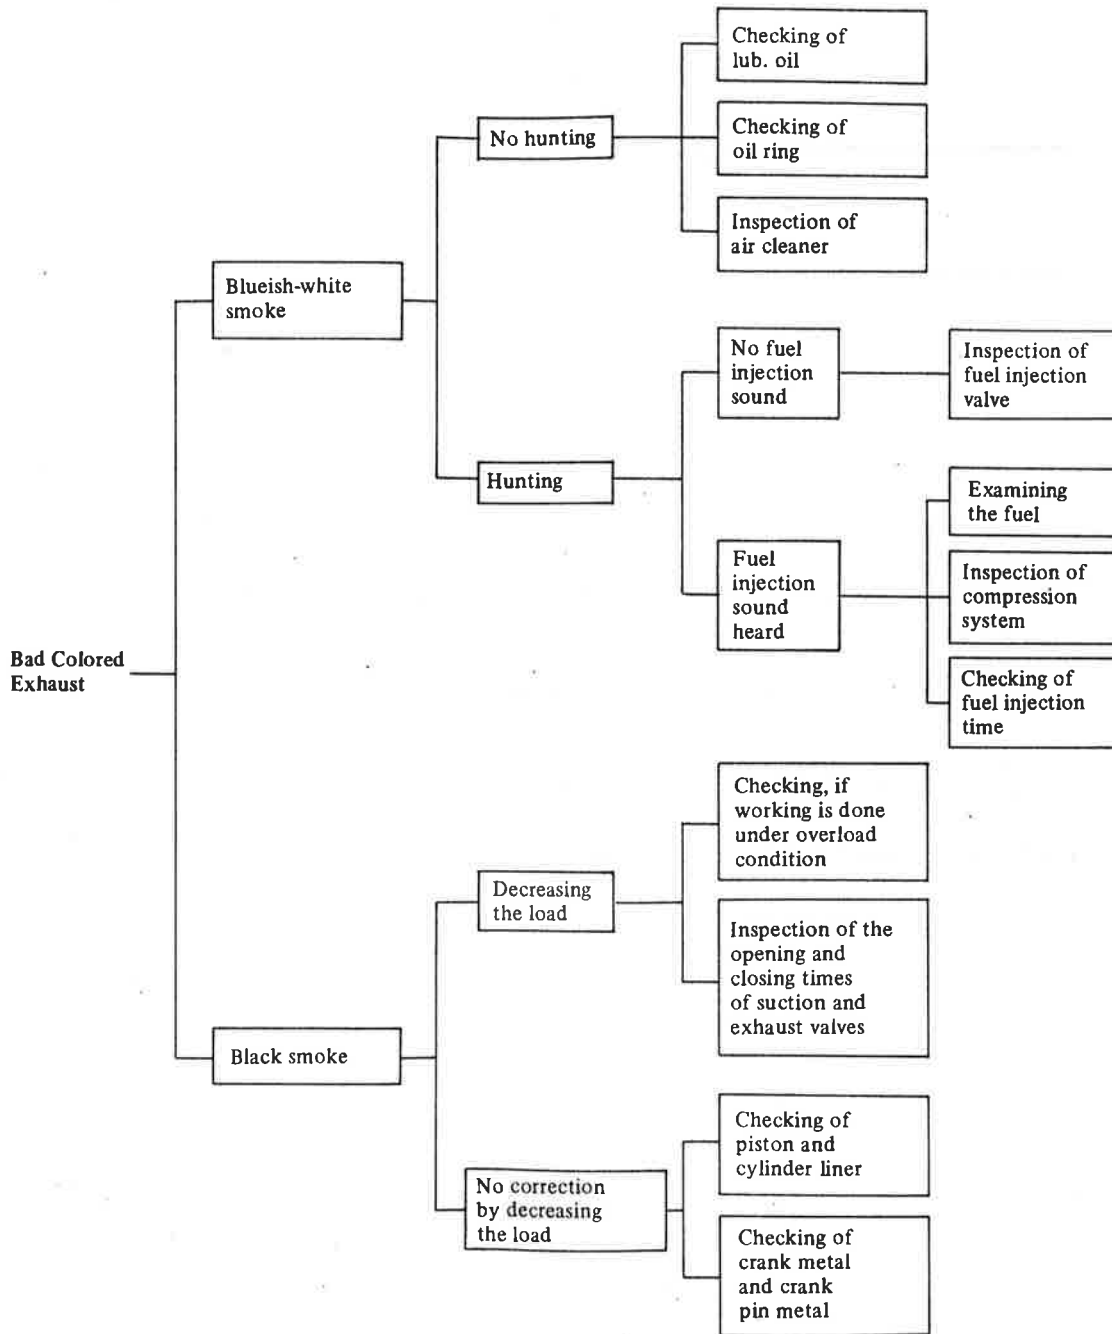 Bad Colored
Exhaust
Blueish-white
smoke
No hunting
Checking of
lub. oil
Checking of
oil ring
Inspection of
air cleaner
Hunting
No fuel
injection
sound
Inspection of
fuel injection
valve
Fuel
injection
sound
heard
Examining
the fuel
Inspection of
compression
system
Checking of
fuel injection
time
Black smoke
Decreasing
the load
Checking, if
working is done
under overload
condition
Inspection of the
opening and
closing times
of suction and
exhaust valves
No correction
by decreasing
the load
Checking of
piston and
cylinder liner
Checking of
crank metal
and crank
pin metal